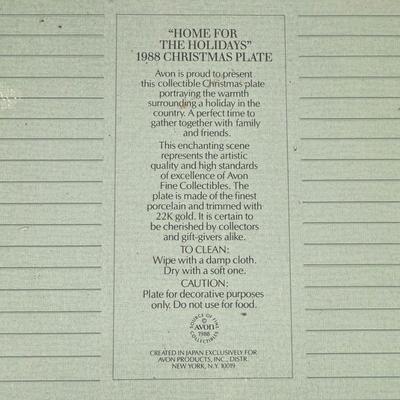 "HOME FOR
THE HOLIDAYS"
1988 CHRISTMAS PLATE
Avon is proud to present
this collectible Christmas plate
portraying the warmth
surrounding a holiday in the
country. A perfect time to
gather together with family
and friends.
This enchanting scene
represents the artistic
quality and high standards
of excellence of Avon
Fine Collectibles. The
plate is made of the finest
porcelain and trimmed with
22K gold. It is certain to
be cherished by collectors
and gift-givers alike.
TO CLEAN:
Wipe with a damp cloth.
Dry with a soft one.
CAUTION:
Plate for decorative purposes
only. Do not use for food.
SOURCE OF FINE
©
AVON
1988
COLLECTIBLES
CREATED IN JAPAN EXCLUSIVELY FOR
AVON PRODUCTS, INC., DISTR.
NEW YORK, N.Y. 10019